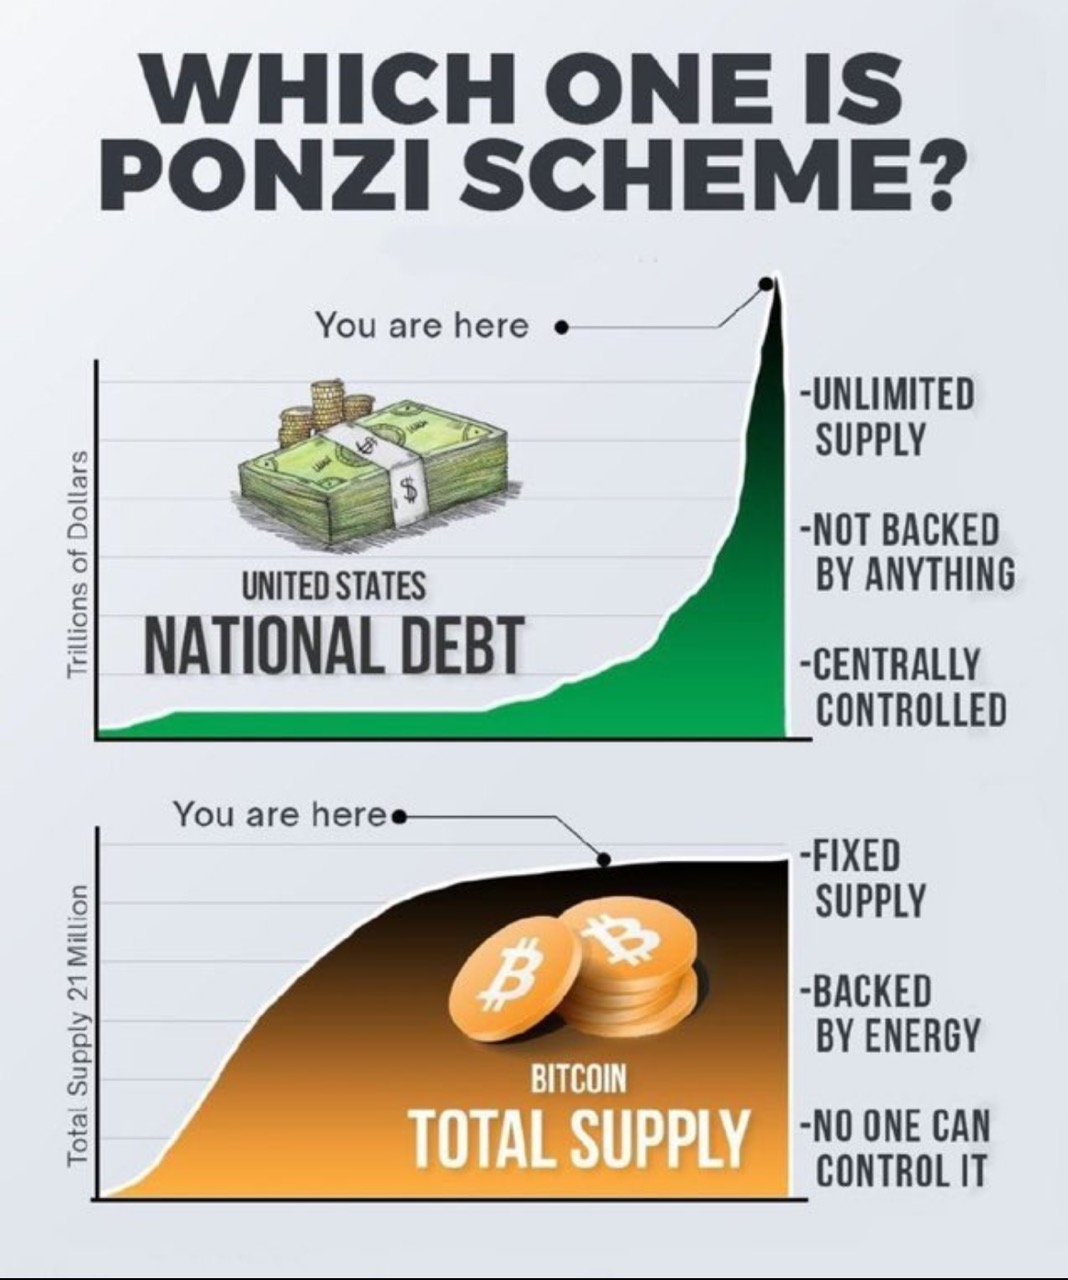 WHICH ONE IS
PONZI SCHEME?
You are here
Trillions of Dollars
$
$
UNITED STATES
NATIONAL DEBT
-UNLIMITED
SUPPLY
-NOT BACKED
BY ANYTHING
-CENTRALLY
CONTROLLED
You are here
Total Supply 21 Million
BITCOIN
TOTAL SUPPLY
-FIXED
SUPPLY
-BACKED
BY ENERGY
-NO ONE CAN
CONTROL IT